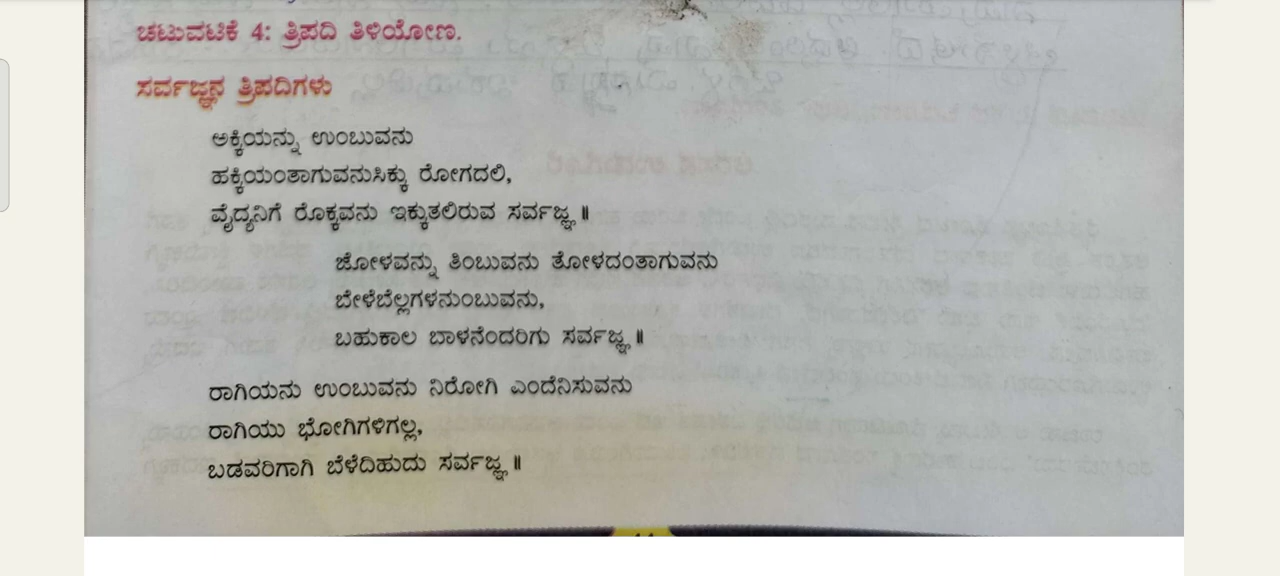 ಚಟುವಟಿಕೆ 4: ತ್ರಿಪದಿ ತಿಳಿಯೋಣ.
ಸರ್ವಜ್ಞನ ತ್ರಿಪದಿಗಳು
ಅಕ್ಕಿಯನ್ನು ಉಂಬುವನು
ಹಕ್ಕಿಯಂತಾಗುವನುಸಿಕ್ಕು ರೋಗದಲಿ,
ವೈದ್ಯನಿಗೆ ರೊಕ್ಕವನು ಇಕ್ಕುತಲಿರುವ ಸರ್ವಜ್ಞ ॥
ಜೋಳವನ್ನು ತಿಂಬುವನು ತೋಳದಂತಾಗುವನು
ಬೇಳೆಬೆಲ್ಲಗಳನುಂಬುವನು,
ಬಹುಕಾಲ ಬಾಳನೆಂದರಿಗು ಸರ್ವಜ್ಞ ॥
ರಾಗಿಯನು ಉಂಬುವನು ನಿರೋಗಿ ಎಂದೆನಿಸುವನು
ರಾಗಿಯು ಭೋಗಿಗಳಿಗಲ್ಲ,
ಬಡವರಿಗಾಗಿ ಬೆಳೆದಿಹುದು ಸರ್ವಜ್ಞ ॥